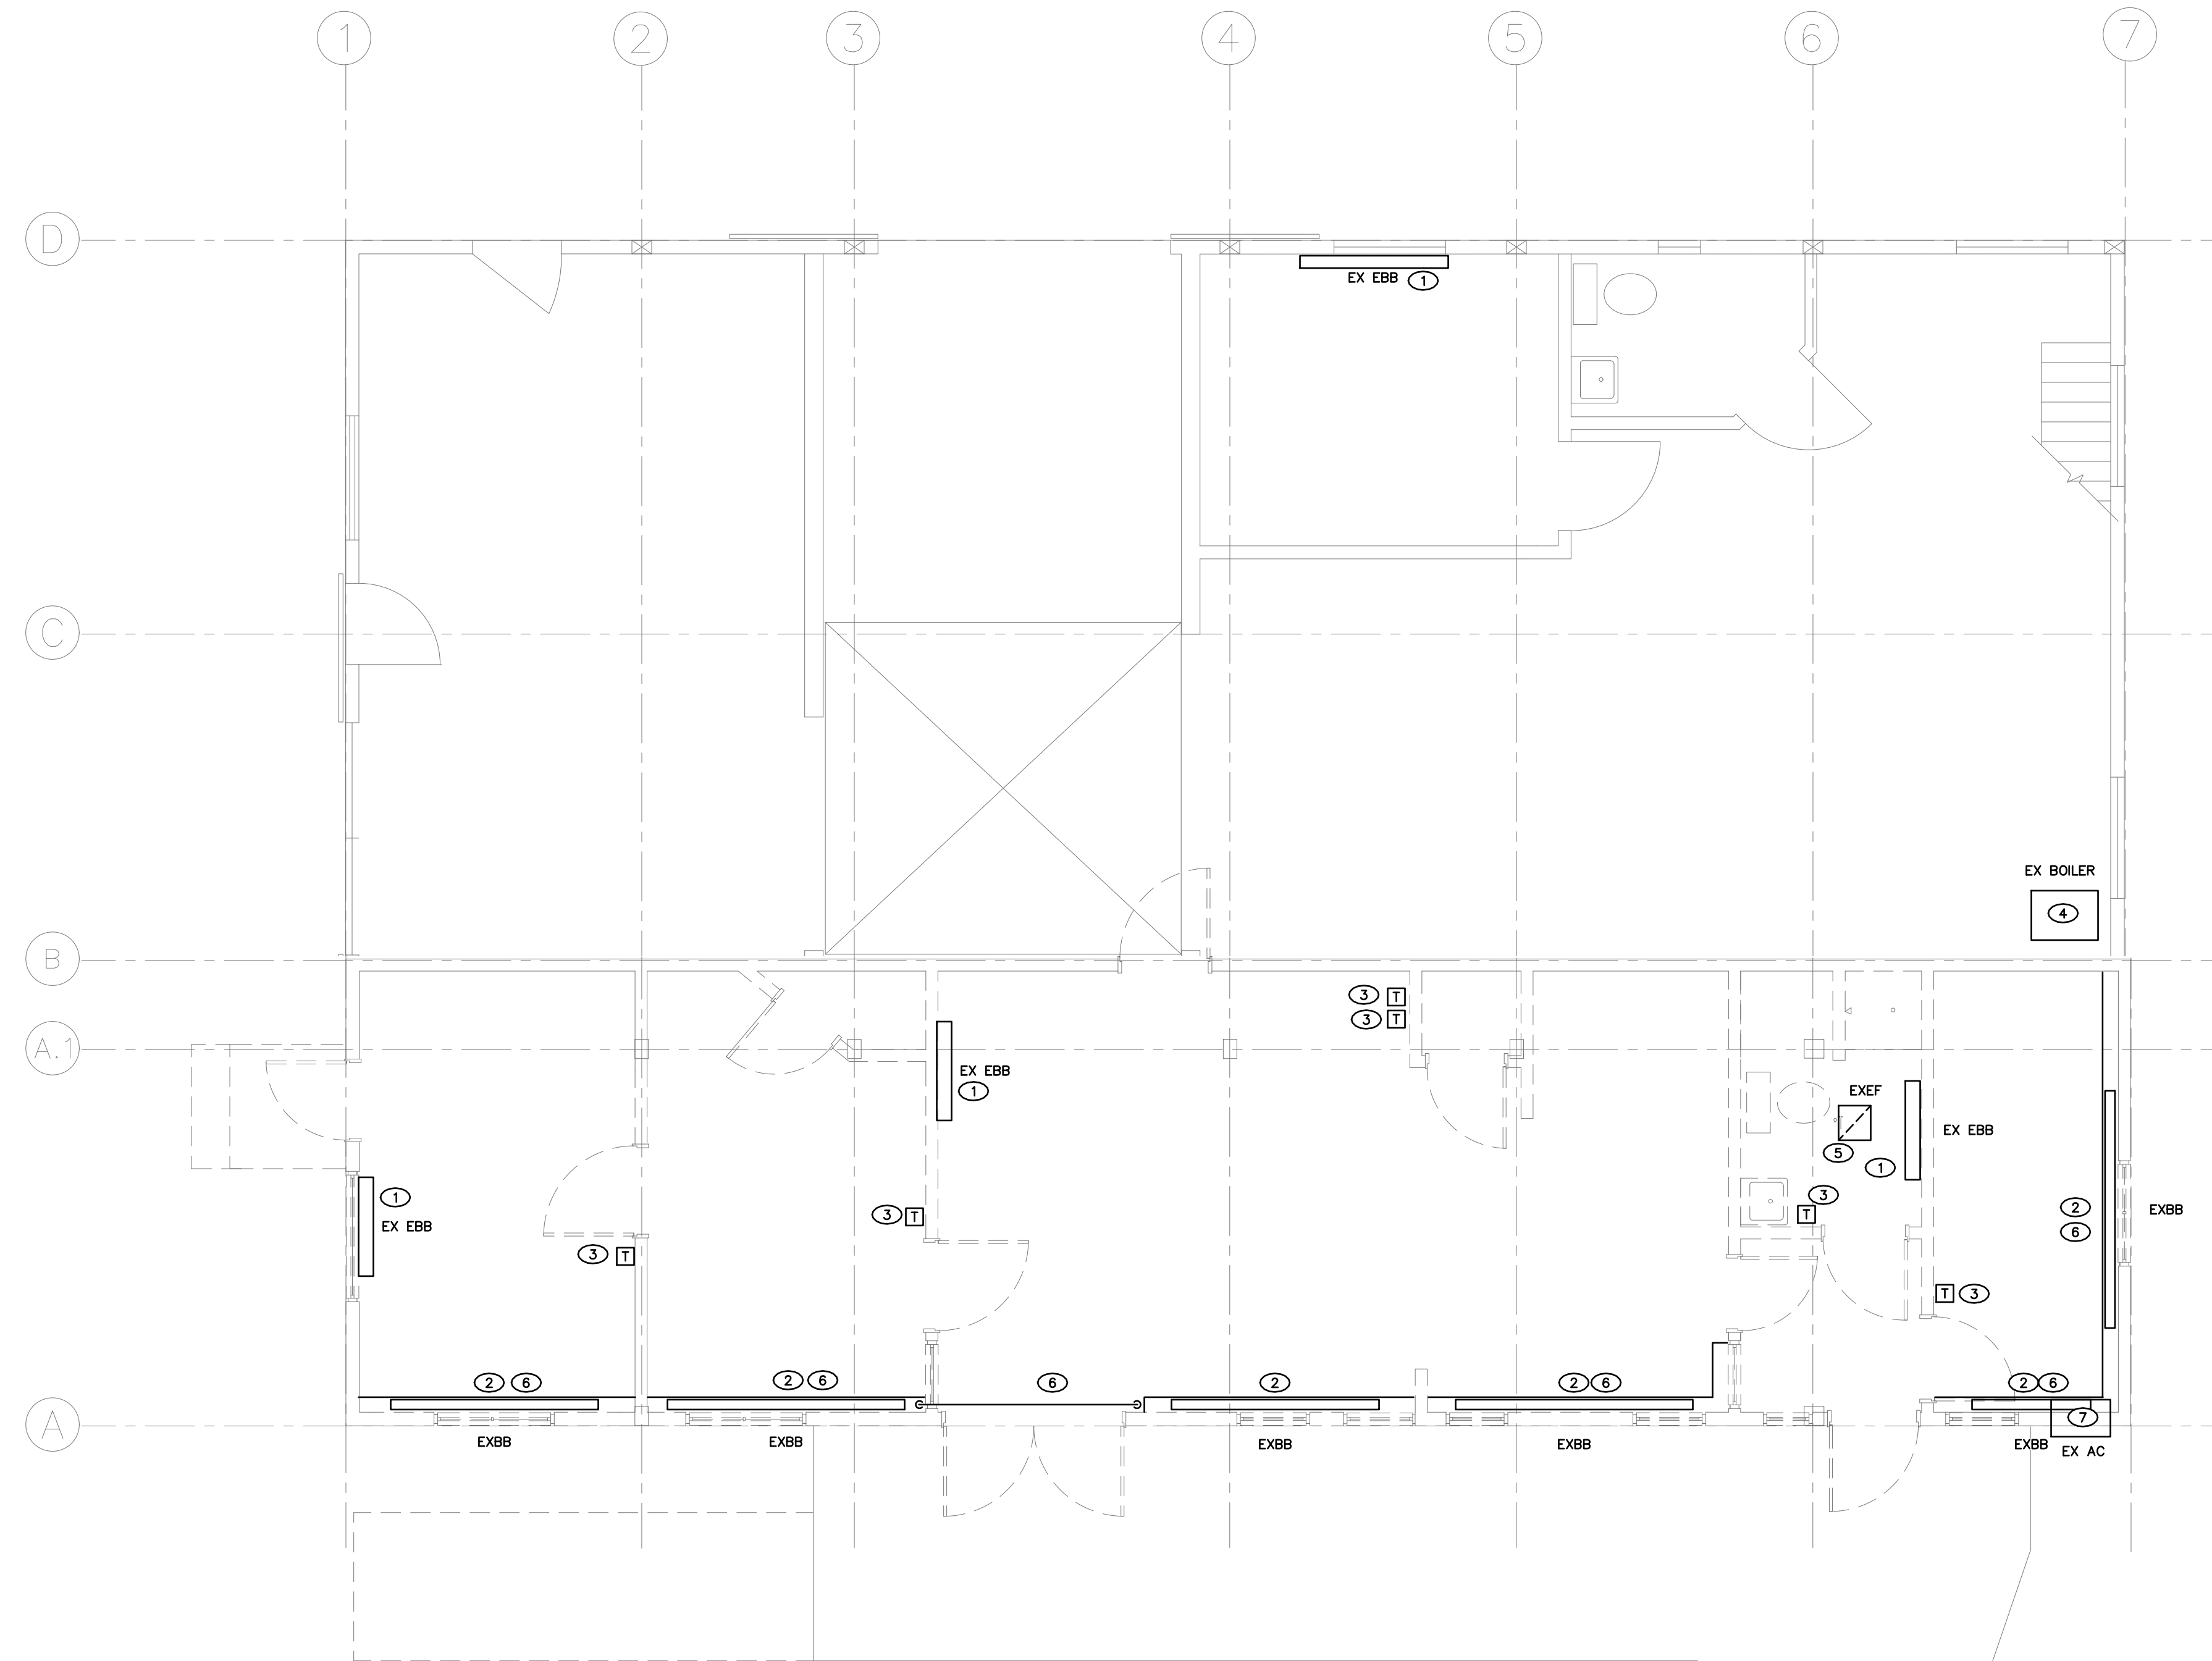 1 2 3 4 5 6 7
D
EX EBB 1
C
EX BOILER
4
B
3 T
3 T
A.1
EX EBB
1
EXEF
5
1
EX EBB
1
EX EBB
3 T
3
T
3 T
2
6
EXBB
T 3
2 6
2 6
6
2
2 6
2 6
A
7
EXBB
EXBB
EXBB
EXBB
EXBB
EX AC